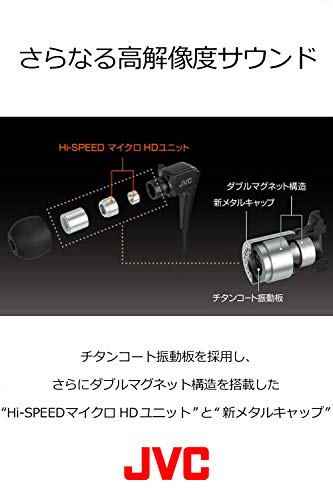 さらなる高解像度サウンド
Hi-SPEED マイクロ HDユニット
JVC
ダブルマグネット構造
新メタルキャップ
チタンコート振動板
チタンコート振動板を採用し、
さらにダブルマグネット構造を搭載した
“Hi-SPEEDマイクロ HDユニット”と“新メタルキャップ”
JVC